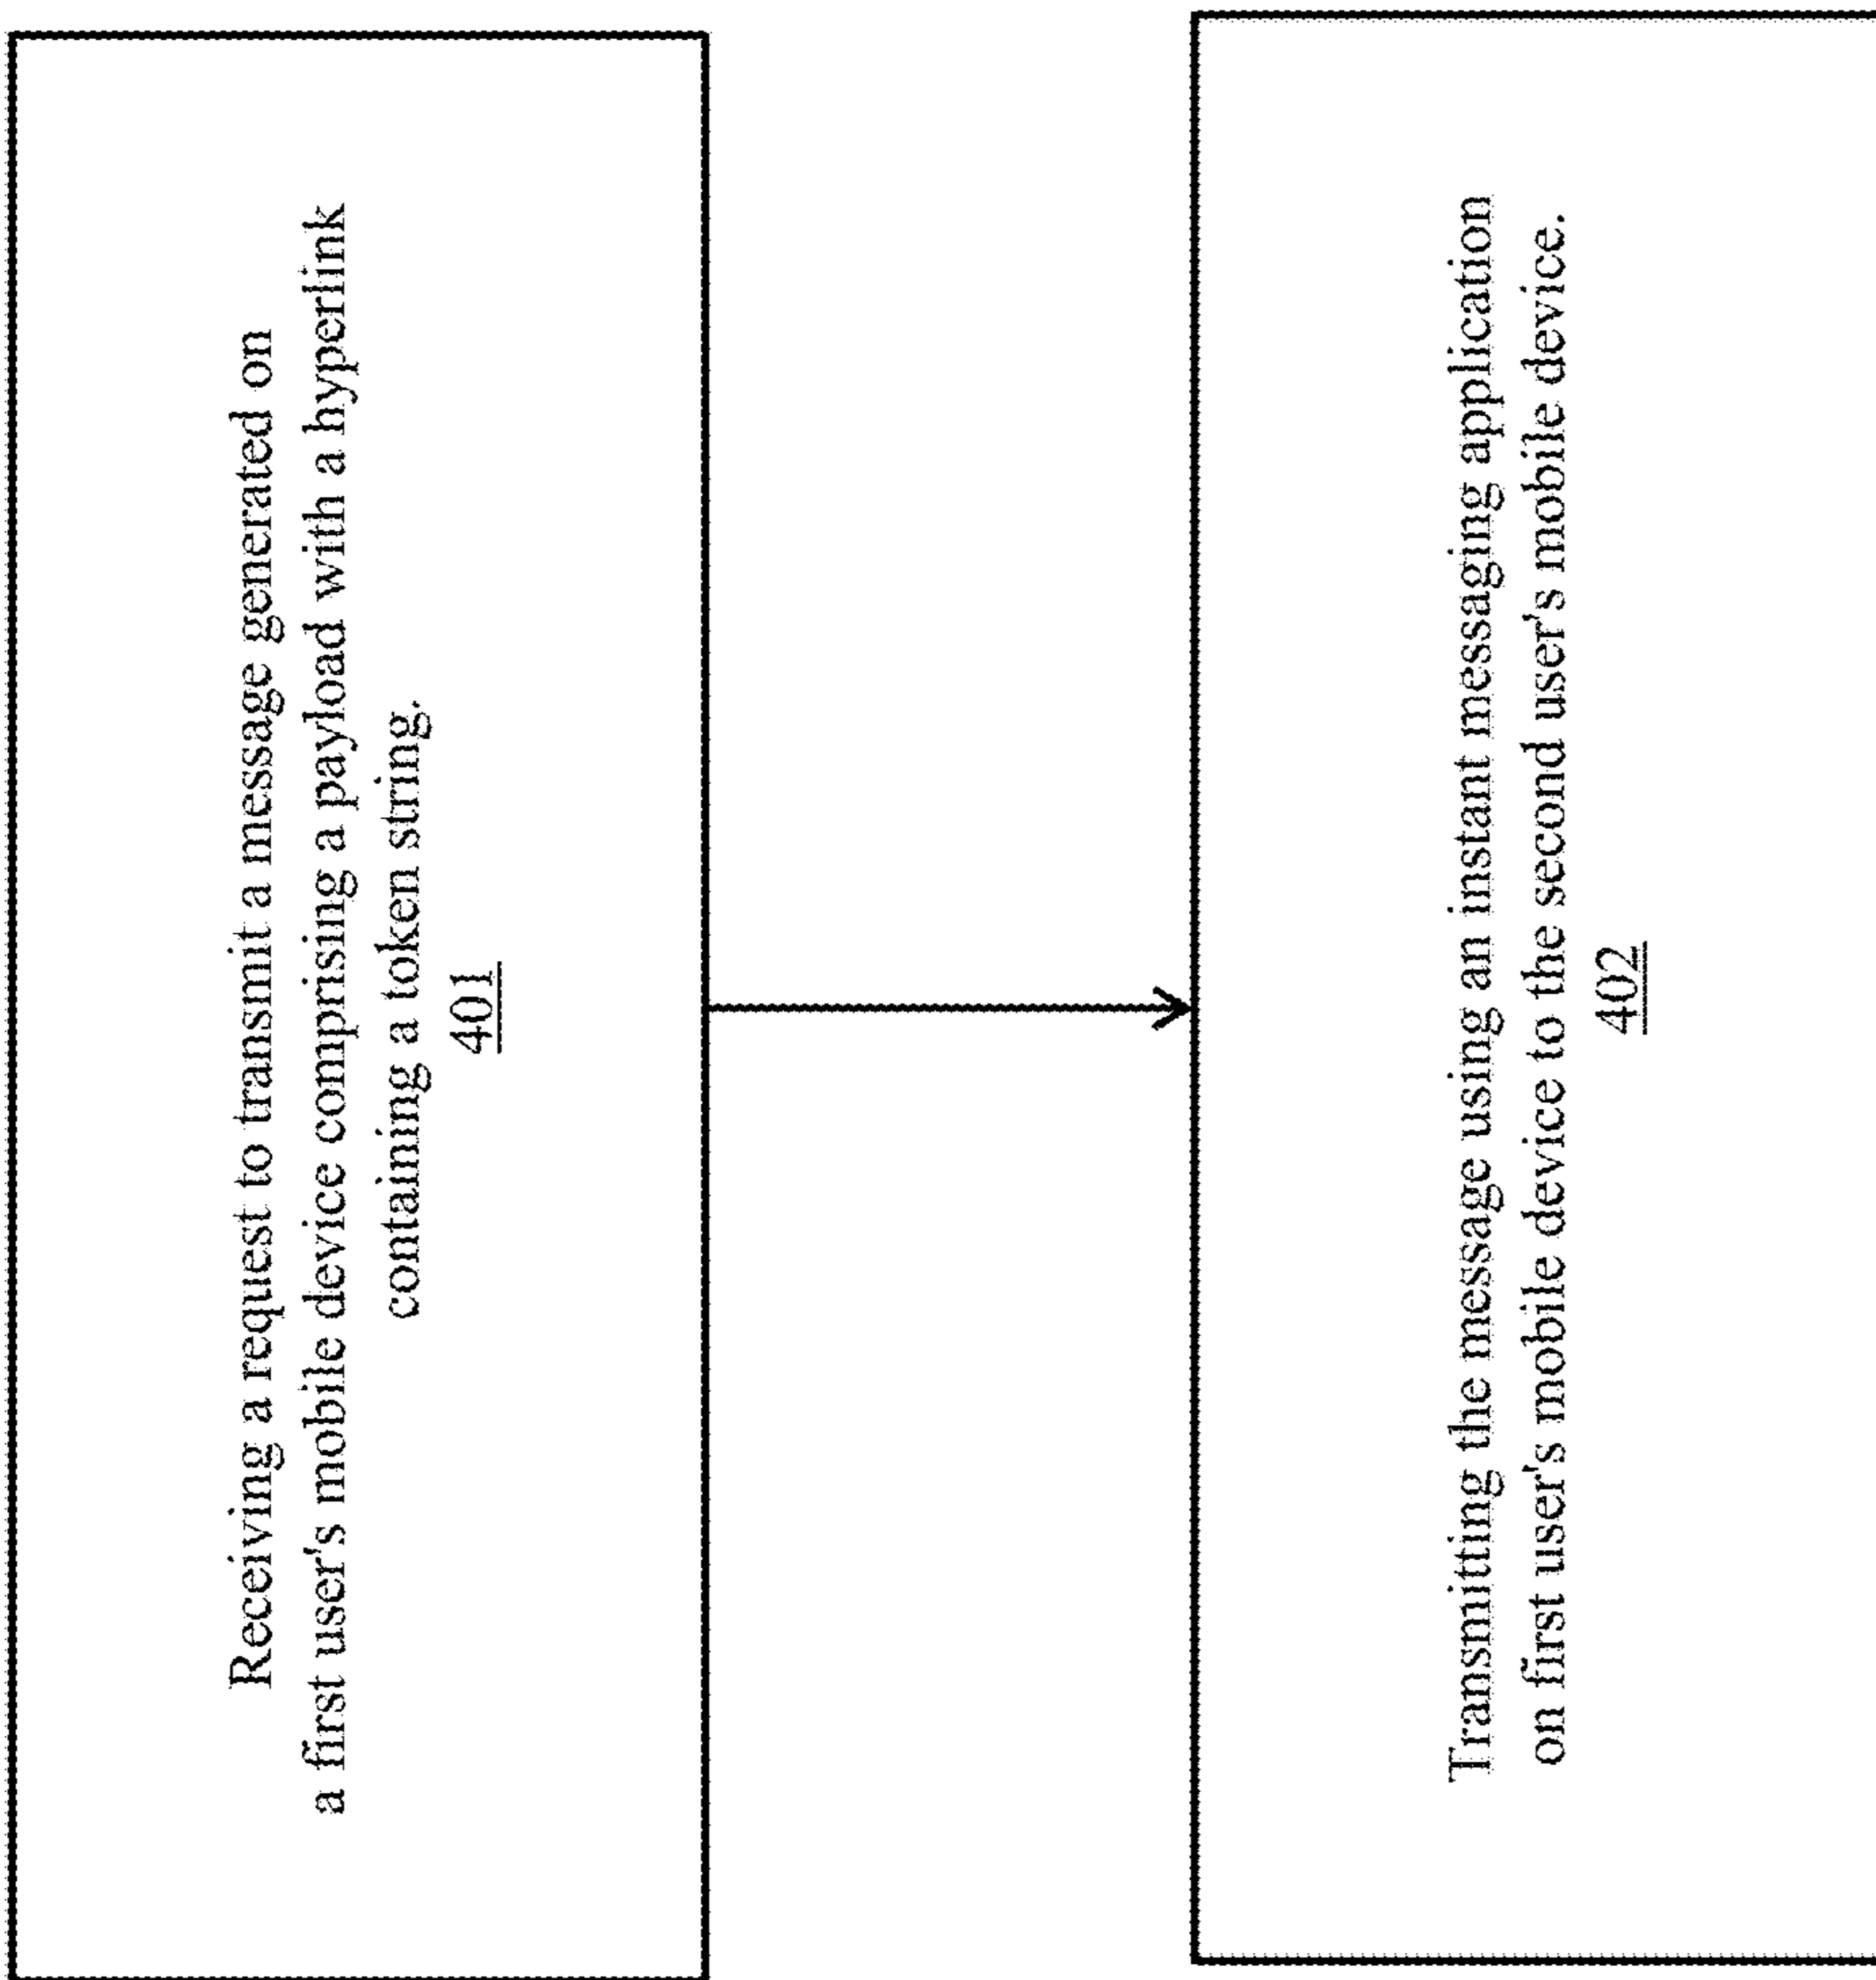 Receiving a request to transmit a message generated on
a first user's mobile device comprising a payload with a hyperlink
containing a token string.
401
Transmitting the message using an instant messaging application
on first user's mobile device to the second user's mobile device.
402